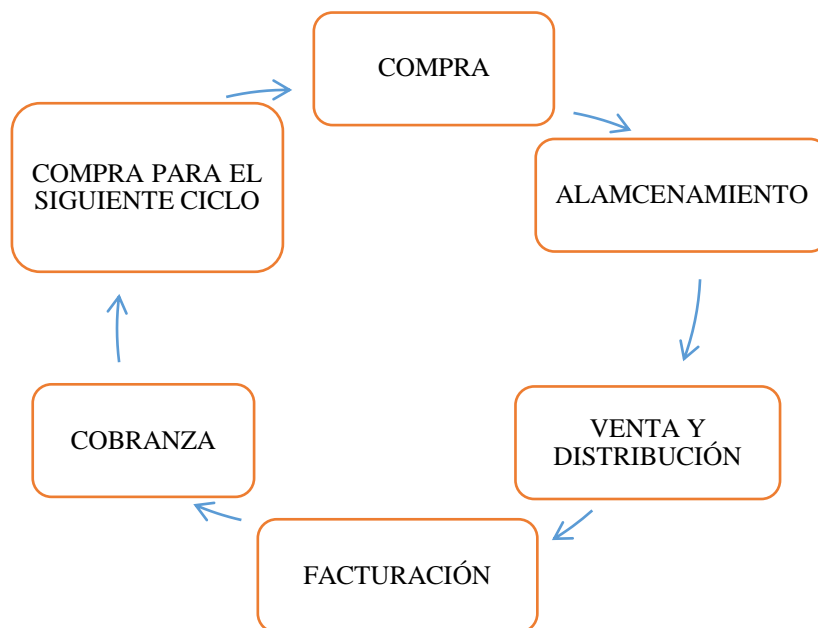 COMPRA
ALAMCENAMIENTO
VENTA Y
DISTRIBUCIÓN
FACTURACIÓN
COBRANZA
COMPRA PARA EL
SIGUIENTE CICLO